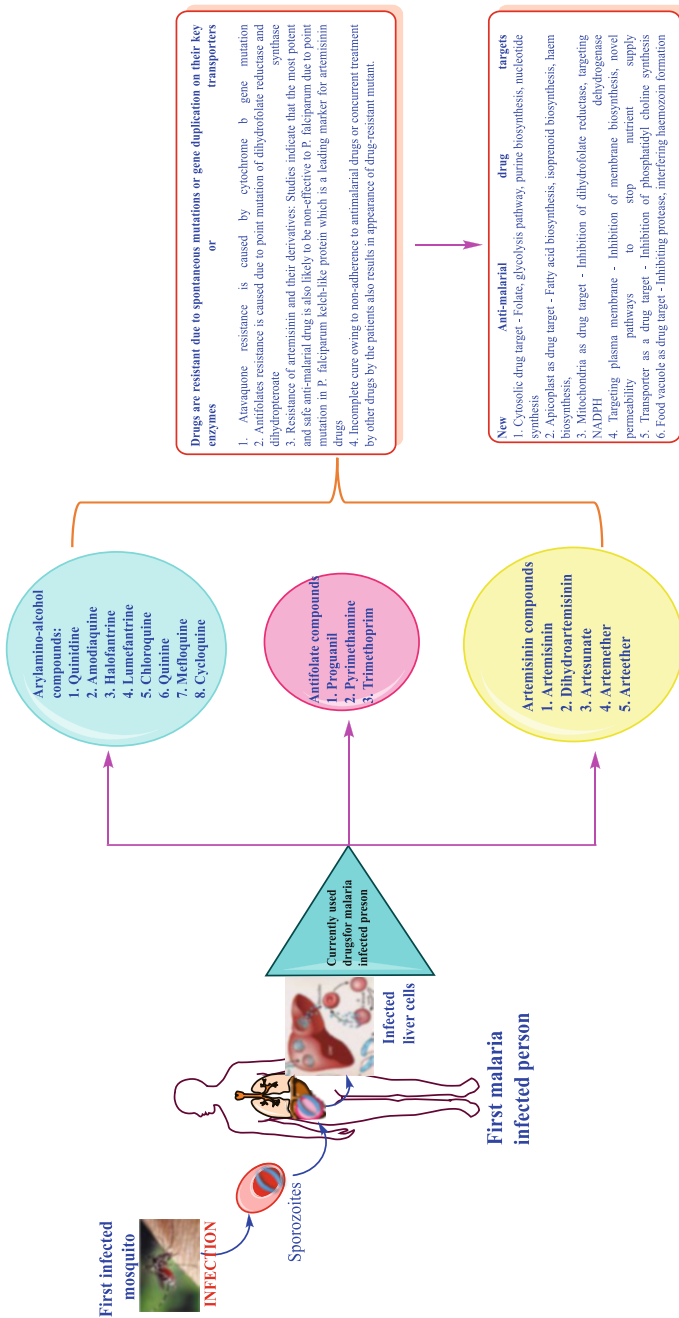 First infected
mosquito
INFECTION
Sporozoites
First malaria
infected person
Infected
liver cells
Currently used
drugsfor malaria
infected preson
Arylamino-alcohol
compounds:
1. Quinidine
2. Amodiaquine
3. Halofantrine
4. Lumefantrine
5. Chloroquine
6. Quinine
7. Mefloquine
8. Cycloquine
Antifolate compounds
1. Proguanil
2. Pyrimethamine
3. Trimethoprim
Artemisinin compounds
1. Artemisinin
2. Dihydroartemisinin
3. Artesunate
4. Artemether
5. Arteether
Drugs are resistant due to spontaneous mutations or gene duplication on their key
enzymes or transporters
1. Atavaquone resistance is caused by cytochrome b gene mutation
2. Antifolates resistance is caused due to point mutation of dihydrofolate reductase and
dihydropteroate synthase
3. Resistance of artemisinin and their derivatives: Studies indicate that the most potent
and safe anti-malarial drug is also likely to be non-effective to P. falciparum due to point
mutation in P. falciparum kelch-like protein which is a leading marker for artemisinin
drugs
4. Incomplete cure owing to non-adherence to antimalarial drugs or concurrent treatment
by other drugs by the patients also results in appearance of drug-resistant mutant.
New Anti-malarial drug targets
1. Cytosolic drug target - Folate, glycolysis pathway, purine biosynthesis, nucleotide
synthesis
2. Apicoplast as drug target - Fatty acid biosynthesis, isoprenoid biosynthesis, haem
biosynthesis,
3. Mitochondria as drug target - Inhibition of dihydrofolate reductase, targeting
NADPH dehydrogenase
4. Targeting plasma membrane - Inhibition of membrane biosynthesis, novel
permeability pathways to stop nutrient supply
5. Transporter as a drug target - Inhibition of phosphatidyl choline synthesis
6. Food vacuole as drug target - Inhibiting protease, interfering haemozoin formation